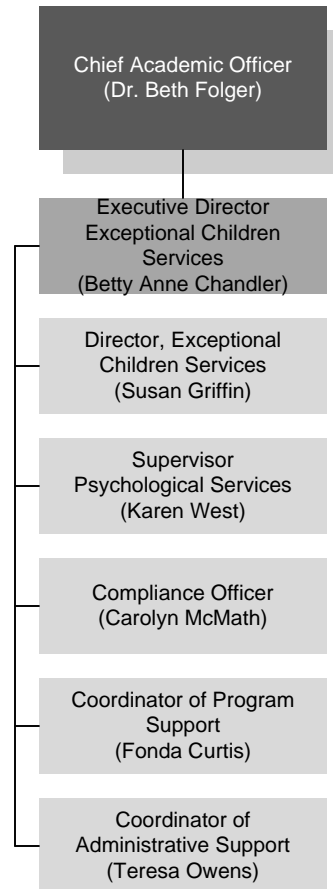 Chief Academic Officer
(Dr. Beth Folger)
Executive Director
Exceptional Children
Services
(Betty Anne Chandler)
Director, Exceptional
Children Services
(Susan Griffin)
Supervisor
Psychological Services
(Karen West)
Compliance Officer
(Carolyn McMath)
Coordinator of Program
Support
(Fonda Curtis)
Coordinator of
Administrative Support
(Teresa Owens)